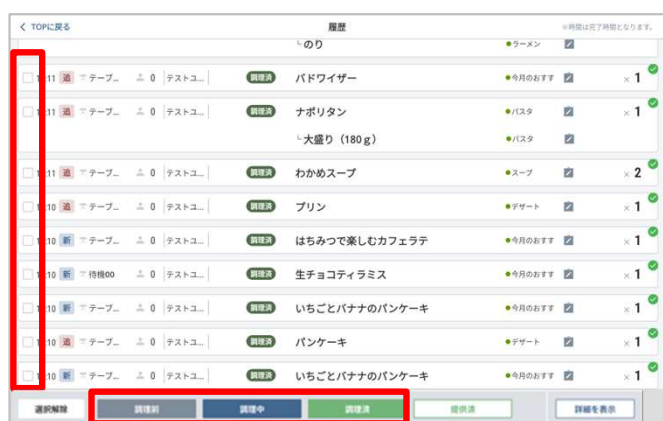 く TOPに戻る 履歴 ※時間は完了時間となります。
└のり ●ラーメン
:11 追 テーブ... 0 テストユ... 調理済 バドワイザー ●今月のおすす ×1
:11 追 テーブ... 0 テストユ... 調理済 ナポリタン ●パスタ ×1
└大盛り（180g） ●パスタ
:11 追 テーブ... 0 テストユ... 調理済 わかめスープ ●スープ ×2
:10 追 テーブ... 0 テストユ... 調理済 プリン ●デザート ×1
:10 新 テーブ... 0 テストユ... 調理済 はちみつで楽しむカフェラテ ●今月のおすす ×1
:10 新 待機00 0 テストユ... 調理済 生チョコティラミス ●今月のおすす ×1
:10 新 テーブ... 0 テストユ... 調理済 いちごとバナナのパンケーキ ●今月のおすす ×1
:10 追 テーブ... 0 テストユ... 調理済 パンケーキ ●デザート ×1
:10 新 テーブ... 0 テストユ... 調理済 いちごとバナナのパンケーキ ●今月のおすす ×1
選択解除 調理前 調理中 調理済 提供済 詳細を表示